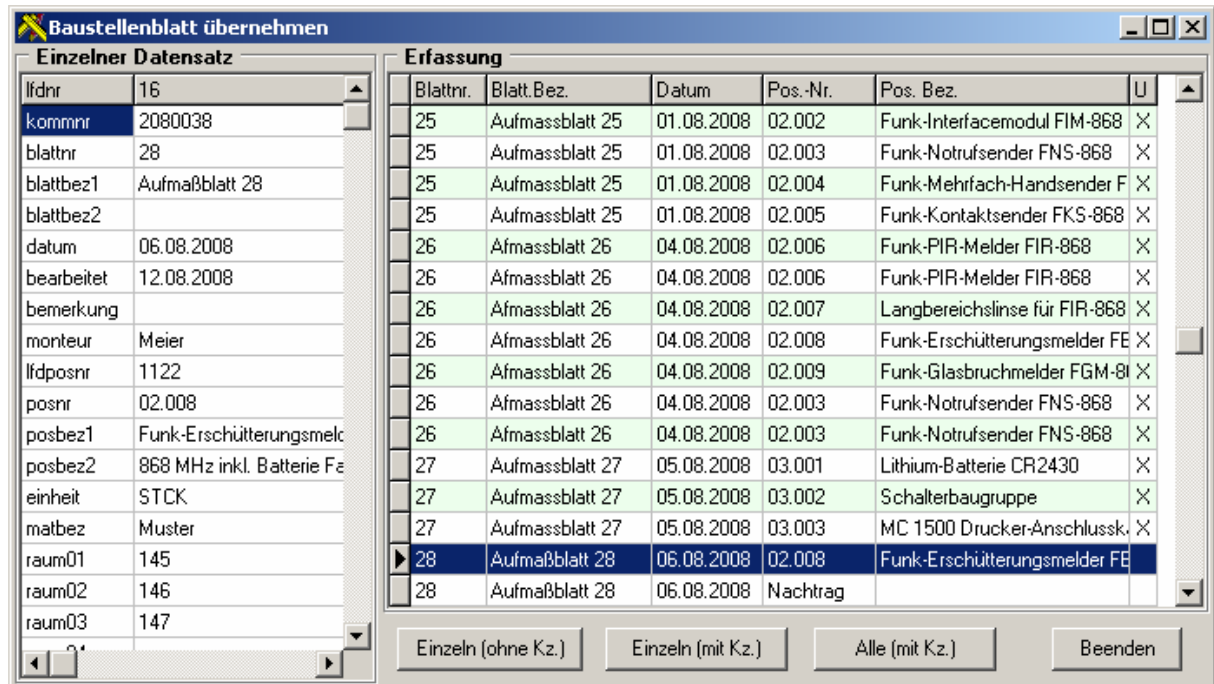 Baustellenblatt übernehmen
Einzelner Datensatz
lfdnr 16
kommnr 2080038
blattnr 28
blattbez1 Aufmaßblatt 28
blattbez2
datum 06.08.2008
bearbeitet 12.08.2008
bemerkung
monteur Meier
lfdposnr 1122
posnr 02.008
posbez1 Funk-Erschütterungsmeld
posbez2 868 MHz inkl. Batterie Fa
einheit STCK
matbez Muster
raum01 145
raum02 146
raum03 147
Erfassung
Blattnr. Blatt.Bez. Datum Pos.-Nr. Pos. Bez. U
25 Aufmassblatt 25 01.08.2008 02.002 Funk-Interfacemodul FIM-868 X
25 Aufmassblatt 25 01.08.2008 02.003 Funk-Notrufsender FNS-868 X
25 Aufmassblatt 25 01.08.2008 02.004 Funk-Mehrfach-Handsender F X
25 Aufmassblatt 25 01.08.2008 02.005 Funk-Kontaktsender FKS-868 X
26 Afmassblatt 26 04.08.2008 02.006 Funk-PIR-Melder FIR-868 X
26 Afmassblatt 26 04.08.2008 02.006 Funk-PIR-Melder FIR-868 X
26 Afmassblatt 26 04.08.2008 02.007 Langbereichslinse für FIR-868 X
26 Afmassblatt 26 04.08.2008 02.008 Funk-Erschütterungsmelder FE X
26 Afmassblatt 26 04.08.2008 02.009 Funk-Glasbruchmelder FGM-8 X
26 Afmassblatt 26 04.08.2008 02.003 Funk-Notrufsender FNS-868 X
26 Afmassblatt 26 04.08.2008 02.003 Funk-Notrufsender FNS-868 X
27 Aufmassblatt 27 05.08.2008 03.001 Lithium-Batterie CR2430 X
27 Aufmassblatt 27 05.08.2008 03.002 Schalterbaugruppe X
27 Aufmassblatt 27 05.08.2008 03.003 MC 1500 Drucker-Anschlussk X
28 Aufmaßblatt 28 06.08.2008 02.008 Funk-Erschütterungsmelder FE
28 Aufmaßblatt 28 06.08.2008 Nachtrag
Einzeln (ohne Kz.) Einzeln (mit Kz.) Alle (mit Kz.) Beenden